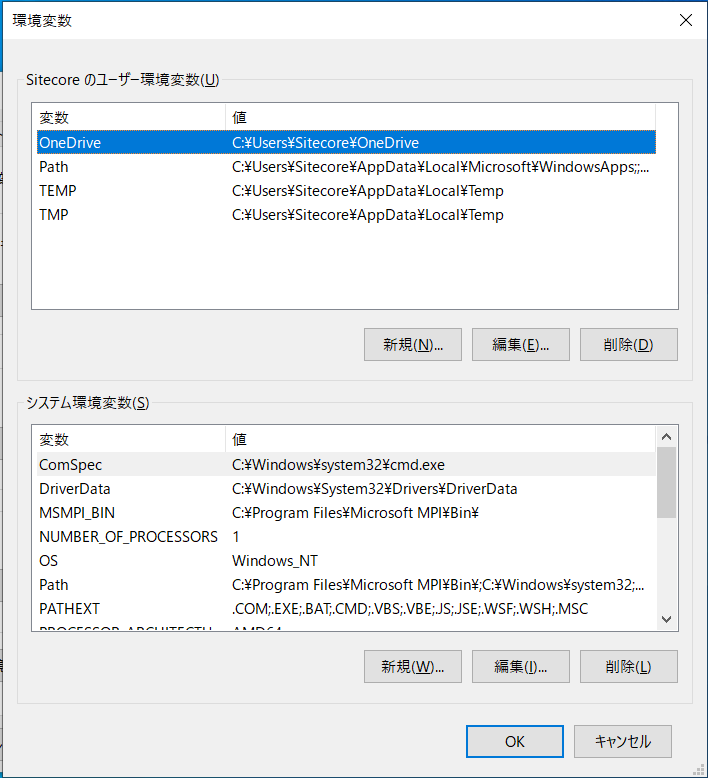 環境変数
Sitecore のユーザー環境変数(U)
変数 値
OneDrive C:¥Users¥Sitecore¥OneDrive
Path C:¥Users¥Sitecore¥AppData¥Local¥Microsoft¥WindowsApps;;...
TEMP C:¥Users¥Sitecore¥AppData¥Local¥Temp
TMP C:¥Users¥Sitecore¥AppData¥Local¥Temp
新規(N)... 編集(E)... 削除(D)
システム環境変数(S)
変数 値
ComSpec C:¥Windows¥system32¥cmd.exe
DriverData C:¥Windows¥System32¥Drivers¥DriverData
MSMPI_BIN C:¥Program Files¥Microsoft MPI¥Bin¥
NUMBER_OF_PROCESSORS 1
OS Windows_NT
Path C:¥Program Files¥Microsoft MPI¥Bin¥;C:¥Windows¥system32;...
PATHEXT .COM;.EXE;.BAT;.CMD;.VBS;.VBE;.JS;.JSE;.WSF;.WSH;.MSC
PROCESSOR_ARCHITECTU AMD64
新規(W)... 編集(I)... 削除(L)
OK キャンセル